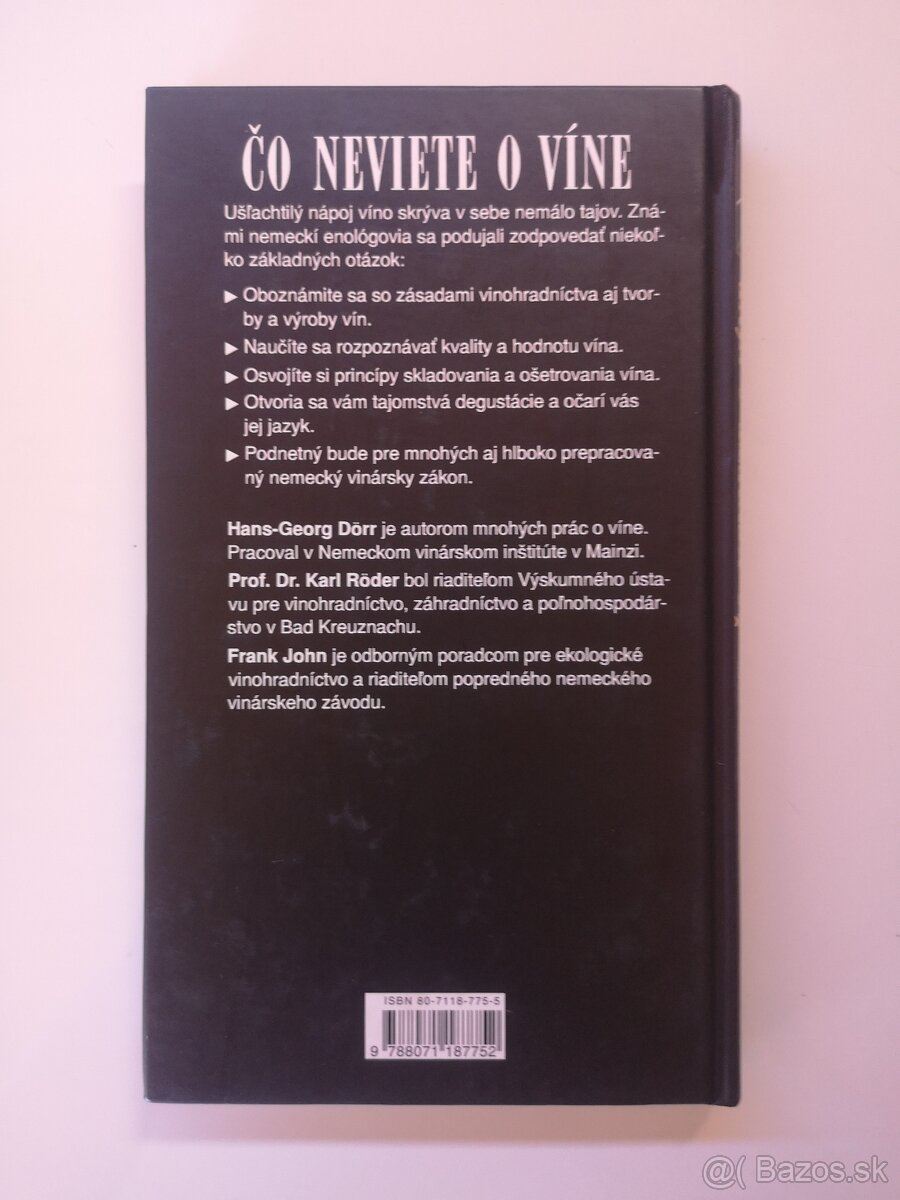 ČO NEVIETE O VÍNE
Ušľachtilý nápoj víno skrýva v sebe nemálo tajov. Zná-
mi nemeckí enológovia sa podujali zodpovedať niekoľ-
ko základných otázok:
▶ Oboznámite sa so zásadami vinohradníctva aj tvor-
by a výroby vín.
▶ Naučíte sa rozpoznávať kvality a hodnotu vína.
▶ Osvojíte si princípy skladovania a ošetrovania vína.
▶ Otvoria sa vám tajomstvá degustácie a očarí vás
jej jazyk.
▶ Podnetný bude pre mnohých aj hlboko prepracova-
ný nemecký vinársky zákon.
Hans-Georg Dörr je autorom mnohých prác o víne.
Pracoval v Nemeckom vinárskom inštitúte v Mainzi.
Prof. Dr. Karl Röder bol riaditeľom Výskumného ústa-
vu pre vinohradníctvo, záhradníctvo a poľnohospodár-
stvo v Bad Kreuznachu.
Frank John je odborným poradcom pre ekologické
vinohradníctvo a riaditeľom popredného nemeckého
vinárskeho závodu.
ISBN 80-7118-775-5
9 788071 187752
@( Bazos.sk